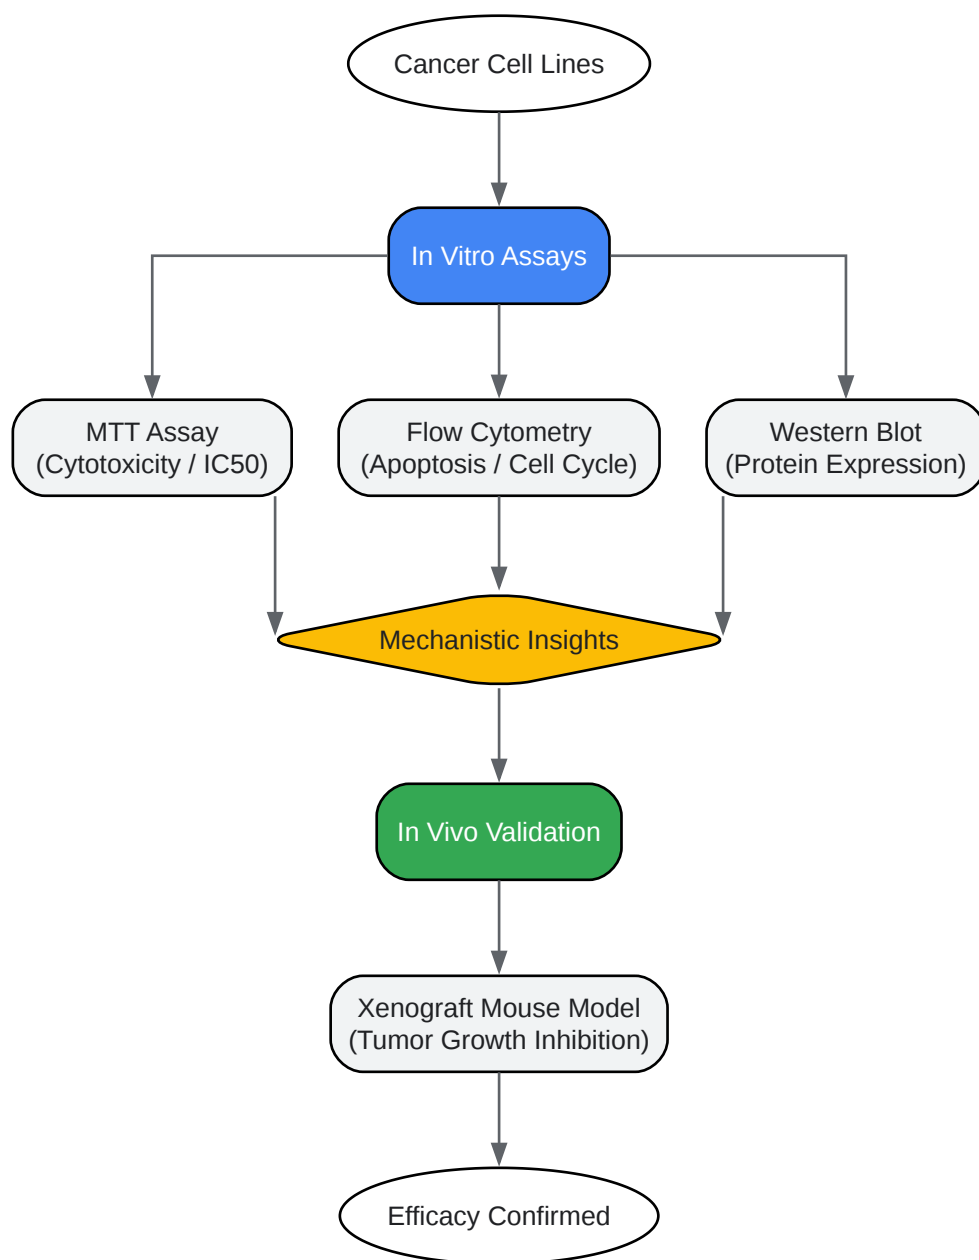 Cancer Cell Lines
In Vitro Assays
MTT Assay
(Cytotoxicity / IC50)
Flow Cytometry
(Apoptosis / Cell Cycle)
Western Blot
(Protein Expression)
Mechanistic Insights
In Vivo Validation
Xenograft Mouse Model
(Tumor Growth Inhibition)
Efficacy Confirmed